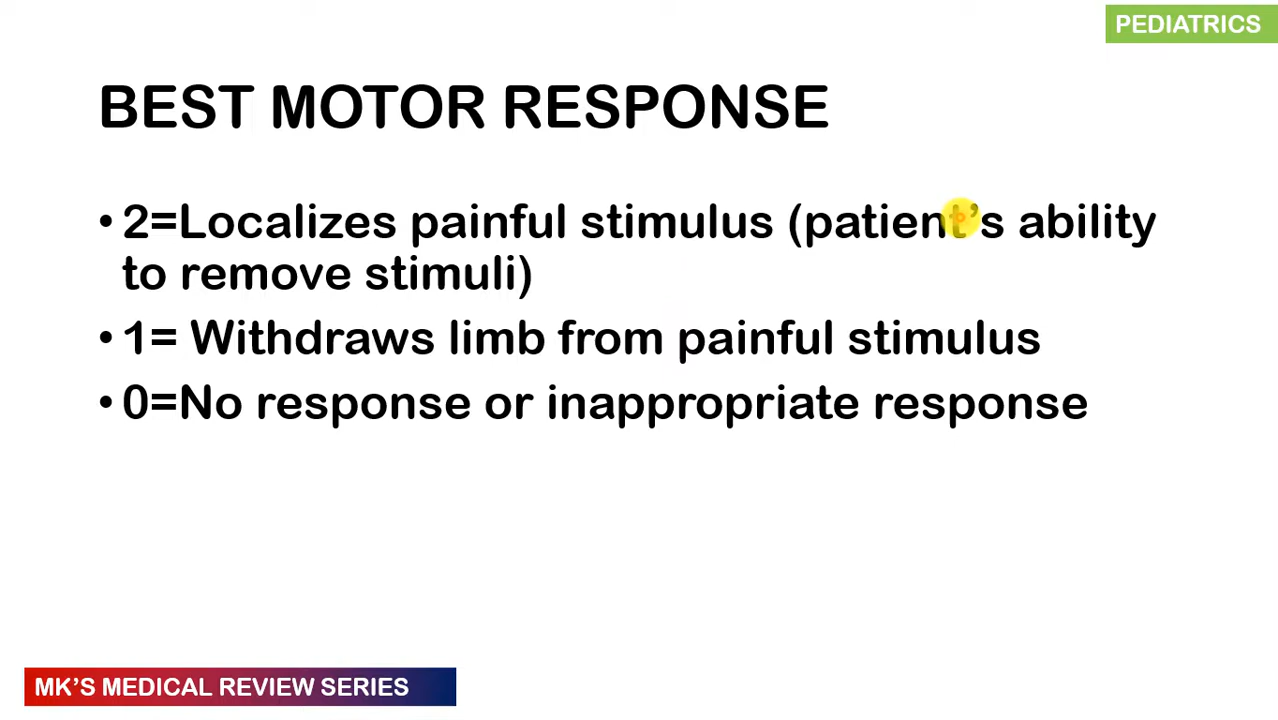 PEDIATRICS
BEST MOTOR RESPONSE
•2=Localizes painful stimulus (patient’s ability
to remove stimuli)
•1= Withdraws limb from painful stimulus
•0=No response or inappropriate response
MK’S MEDICAL REVIEW SERIES